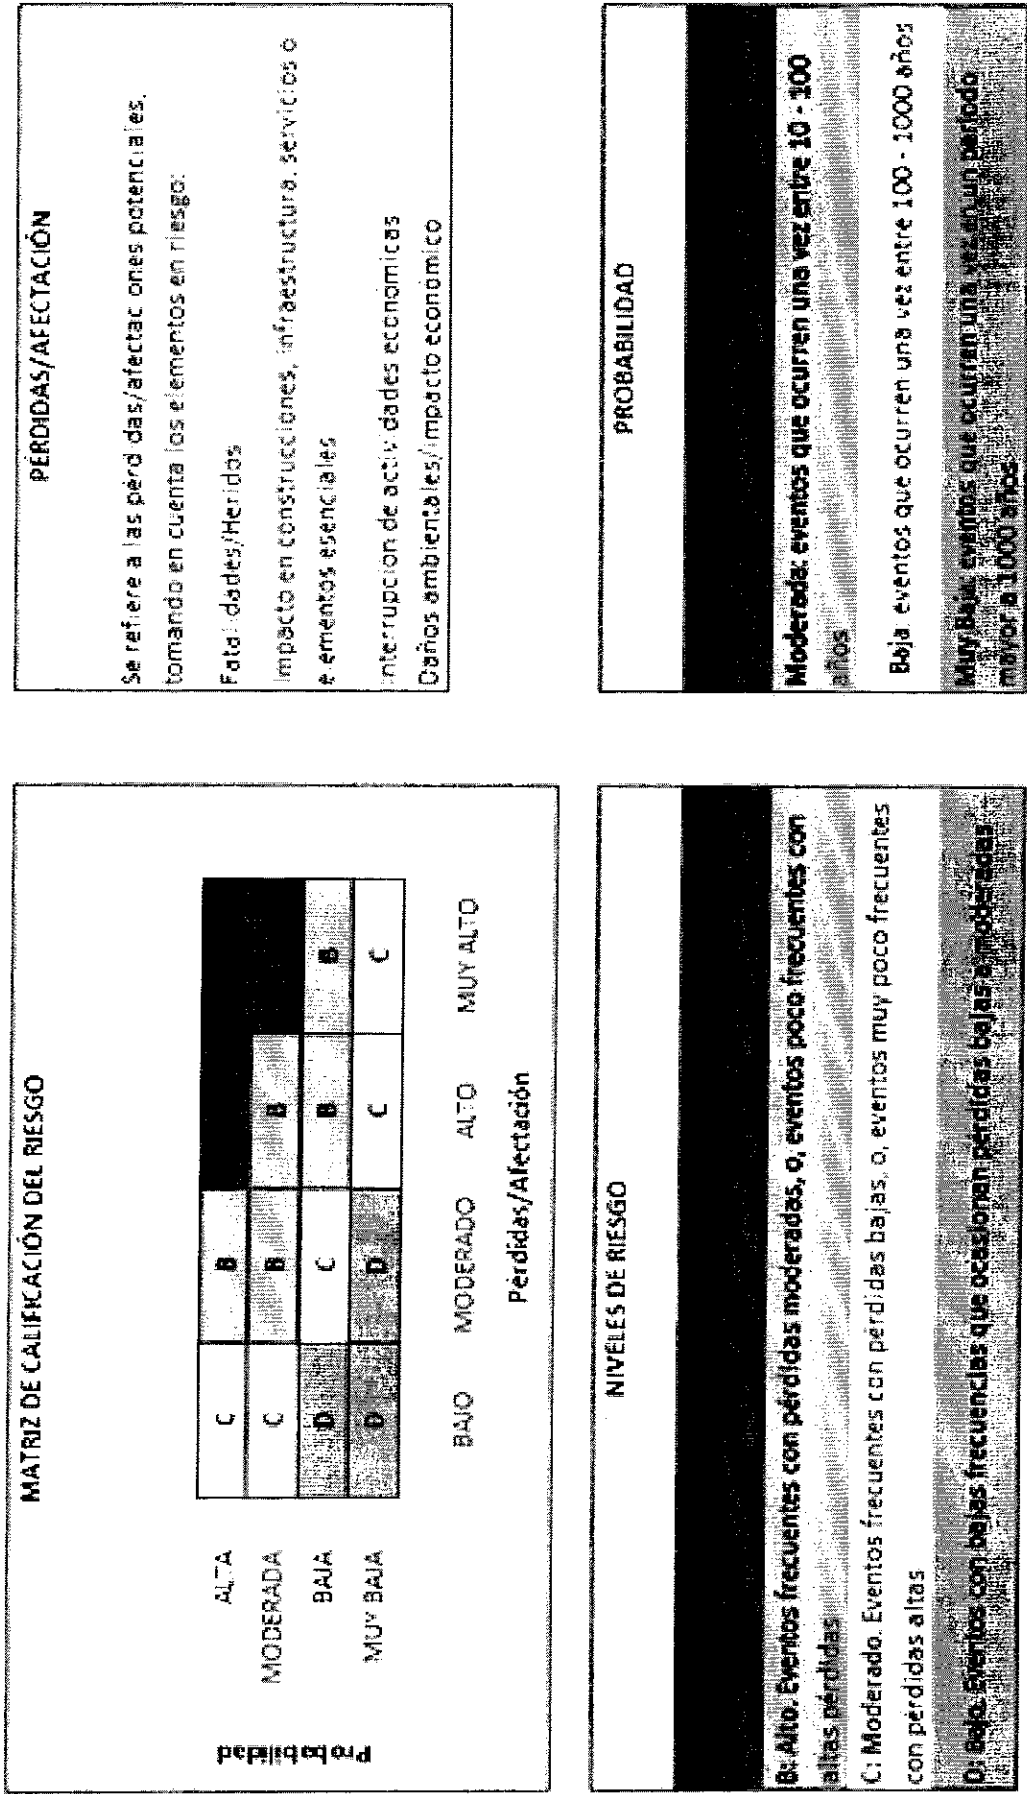 MATRIZ DE CALIFICACIÓN DEL RIESGO
Probabilidad
ALTA C B
MODERADA C B B
BAJA D C B B
MUY BAJA D D C C
BAJO MODERADO ALTO MUY ALTO
Pérdidas/Afectación
PÉRDIDAS/AFECTACIÓN
Se refiere a las pérdidas/afectaciones potenciales,
tomando en cuenta los elementos en riesgo:
Fatalidades/Heridos
Impacto en construcciones, infraestructura, servicios o
elementos esenciales
Interrupcion de actividades economicas
Daños ambientales/impacto económico
NIVELES DE RIESGO
B: Alto. Eventos frecuentes con pérdidas moderadas, o, eventos poco frecuentes con
altas pérdidas
C: Moderado. Eventos frecuentes con pérdidas bajas, o, eventos muy poco frecuentes
con pérdidas altas
D: Bajo. Eventos con bajas frecuencias que ocasionan perdidas bajas o moderadas
PROBABILIDAD
Moderada: eventos que ocurren una vez entre 10 - 100
años
Baja: eventos que ocurren una vez entre 100 - 1000 años
Muy Baja: eventos que ocurren una vez en un período
mayor a 1000 años